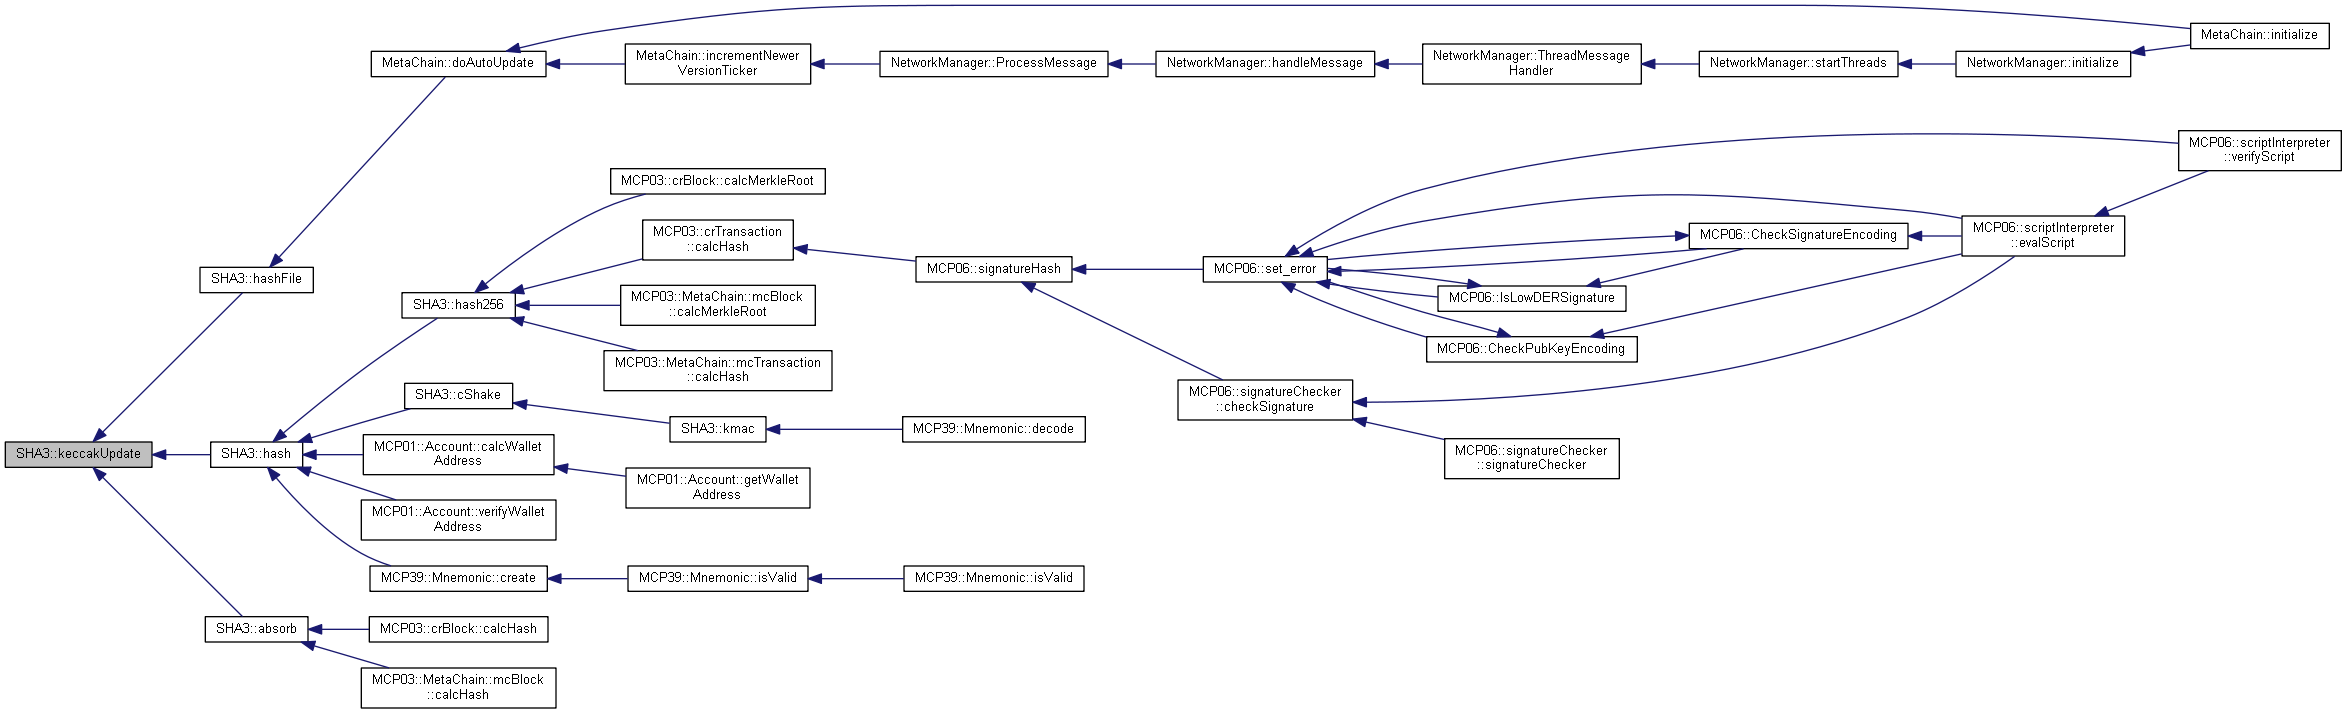 MetaChain::initialize
MetaChain::doAutoUpdate
MetaChain::incrementNewer
VersionTicker
NetworkManager::ProcessMessage
NetworkManager::handleMessage
NetworkManager::ThreadMessage
Handler
NetworkManager::startThreads
NetworkManager::initialize
MCP06::scriptInterpreter
::verifyScript
MCP03::crBlock::calcMerkleRoot
MCP03::crTransaction
::calcHash
MCP06::CheckSignatureEncoding
MCP06::scriptInterpreter
::evalScript
MCP06::signatureHash
MCP06::set_error
SHA3::hashFile
SHA3::hash256
MCP03::MetaChain::mcBlock
::calcMerkleRoot
MCP06::IsLowDERSignature
MCP06::CheckPubKeyEncoding
MCP03::MetaChain::mcTransaction
::calcHash
SHA3::cShake
MCP06::signatureChecker
::checkSignature
SHA3::kmac
MCP39::Mnemonic::decode
SHA3::keccakUpdate
SHA3::hash
MCP01::Account::calcWallet
Address
MCP06::signatureChecker
::signatureChecker
MCP01::Account::getWallet
Address
MCP01::Account::verifyWallet
Address
MCP39::Mnemonic::create
MCP39::Mnemonic::isValid
MCP39::Mnemonic::isValid
SHA3::absorb
MCP03::crBlock::calcHash
MCP03::MetaChain::mcBlock
::calcHash